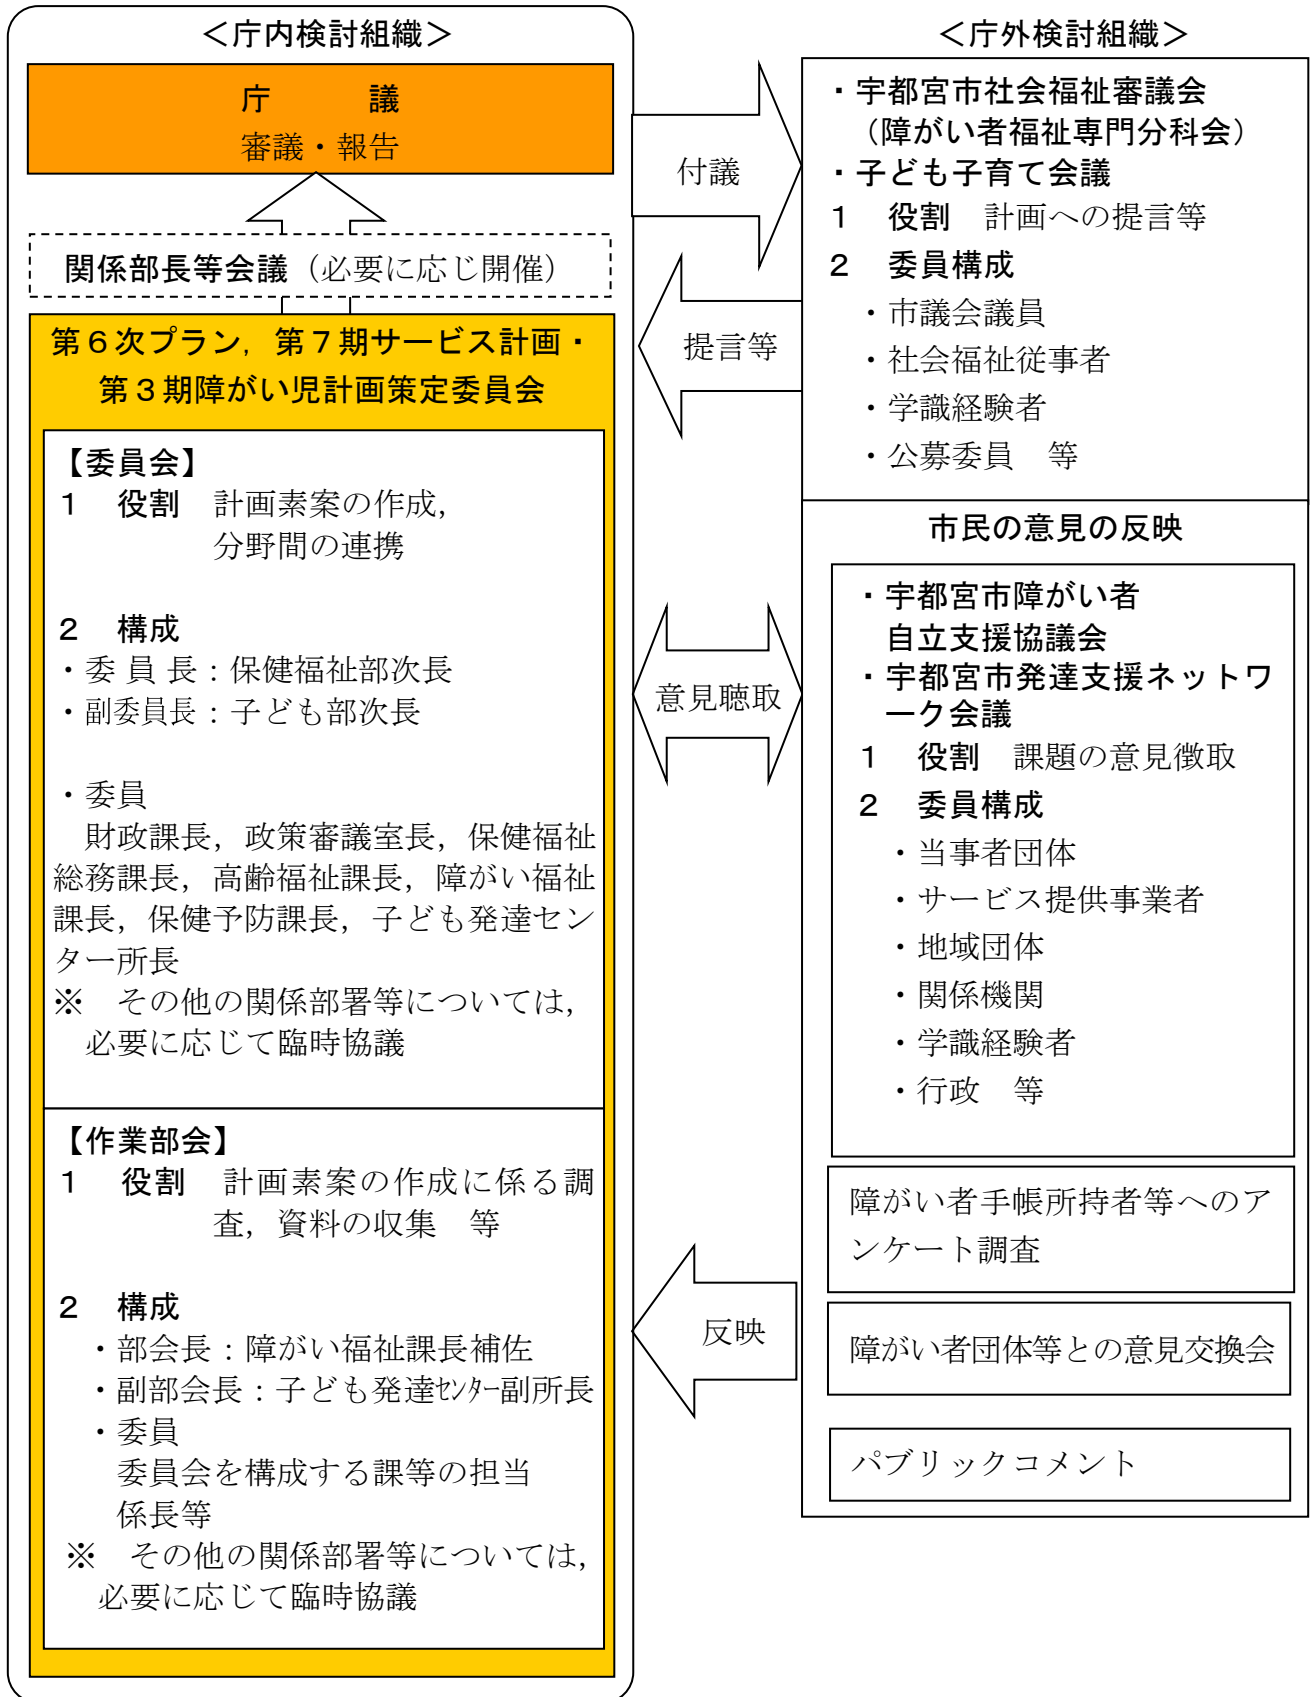 ＜庁内検討組織＞
庁　　　議
審議・報告
関係部長等会議（必要に応じ開催）
第６次プラン，第７期サービス計画・
第３期障がい児計画策定委員会
【委員会】
１　役割　計画素案の作成，
分野間の連携
２　構成
・委 員 長：保健福祉部次長
・副委員長：子ども部次長
・委員
財政課長，政策審議室長，保健福祉
総務課長，高齢福祉課長，障がい福祉
課長，保健予防課長，子ども発達セン
ター所長
※　その他の関係部署等については，
必要に応じて臨時協議
【作業部会】
１　役割　計画素案の作成に係る調
査，資料の収集　等
２　構成
・部会長：障がい福祉課長補佐
・副部会長：子ども発達ｾﾝﾀｰ副所長
・委員
委員会を構成する課等の担当
係長等
※　その他の関係部署等については，
必要に応じて臨時協議
付議
提言等
意見聴取
反映
＜庁外検討組織＞
・宇都宮市社会福祉審議会
（障がい者福祉専門分科会）
・子ども子育て会議
１　役割　計画への提言等
２　委員構成
・市議会議員
・社会福祉従事者
・学識経験者
・公募委員　等
市民の意見の反映
・宇都宮市障がい者
自立支援協議会
・宇都宮市発達支援ネットワ
ーク会議
１　役割　課題の意見徴取
２　委員構成
・当事者団体
・サービス提供事業者
・地域団体
・関係機関
・学識経験者
・行政　等
障がい者手帳所持者等へのア
ンケート調査
障がい者団体等との意見交換会
パブリックコメント